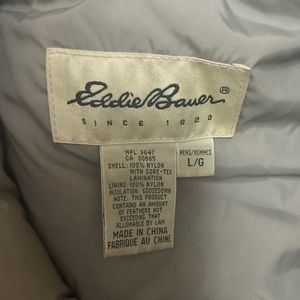 Eddie Bauer®
SINCE 1920
WPL 9647
CA 00665
SHELL: 100% NYLON
WITH GORE-TEX
LAMINATION
LINING: 100% NYLON
INSULATION: GOOSEDOWN
NOTE: THIS PRODUCT
CONTAINS AN AMOUNT
OF FEATHERS NOT
EXCEEDING THAT
ALLOWABLE BY LAW
MADE IN CHINA
FABRIQUÉ AU CHINE
MENS/HOMMES
L/G